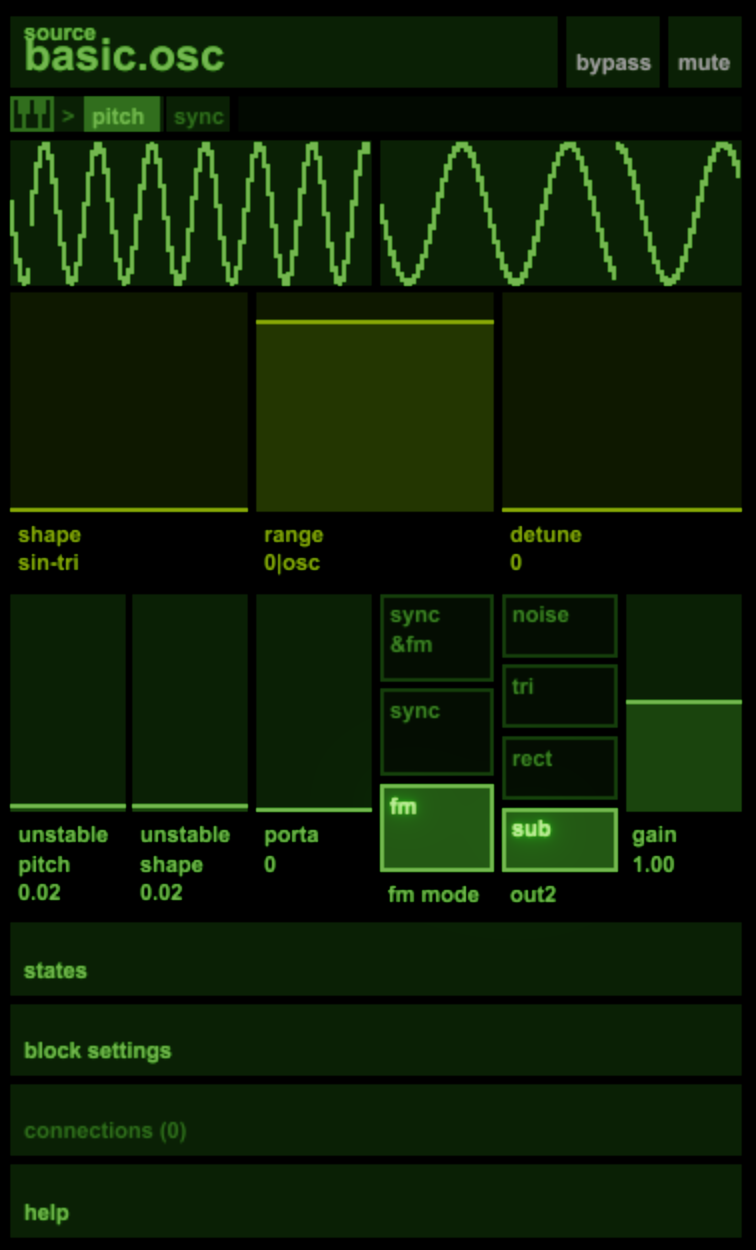 source
basic.osc
bypass
mute
> pitch sync
shape
sin-tri
range
0|osc
detune
0
unstable
pitch
0.02
unstable
shape
0.02
porta
0
sync
&fm
sync
fm
fm mode
noise
tri
rect
sub
out2
gain
1.00
states
block settings
connections (0)
help